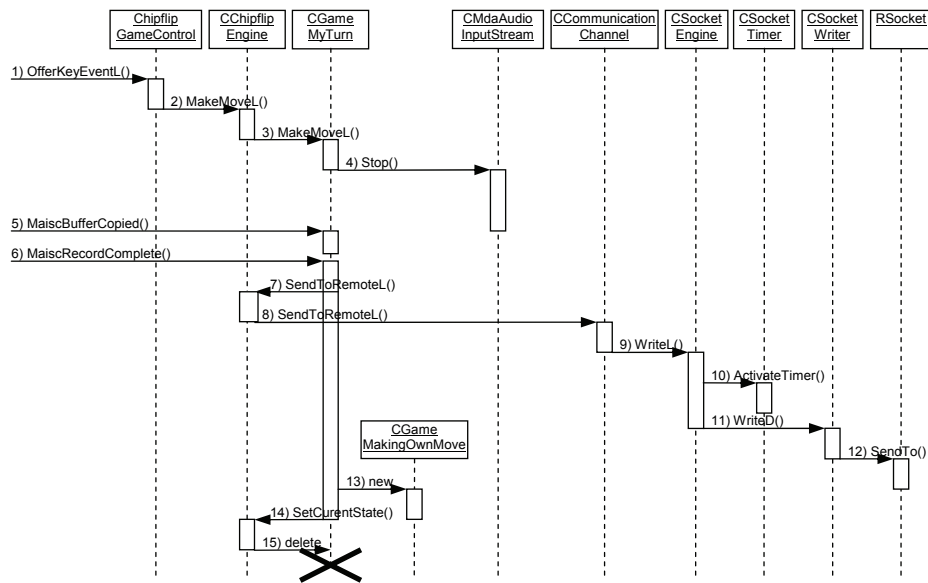 Chipflip
GameControl
CChipflip
Engine
CGame
MyTurn
CMdaAudio
InputStream
CCommunication
Channel
CSocket
Engine
CSocket
Timer
CSocket
Writer
RSocket
1) OfferKeyEventL()
2) MakeMoveL()
3) MakeMoveL()
4) Stop()
5) MaiscBufferCopied()
6) MaiscRecordComplete()
7) SendToRemoteL()
8) SendToRemoteL()
9) WriteL()
10) ActivateTimer()
11) WriteD()
12) SendTo()
CGame
MakingOwnMove
13) new
14) SetCurentState()
15) delete